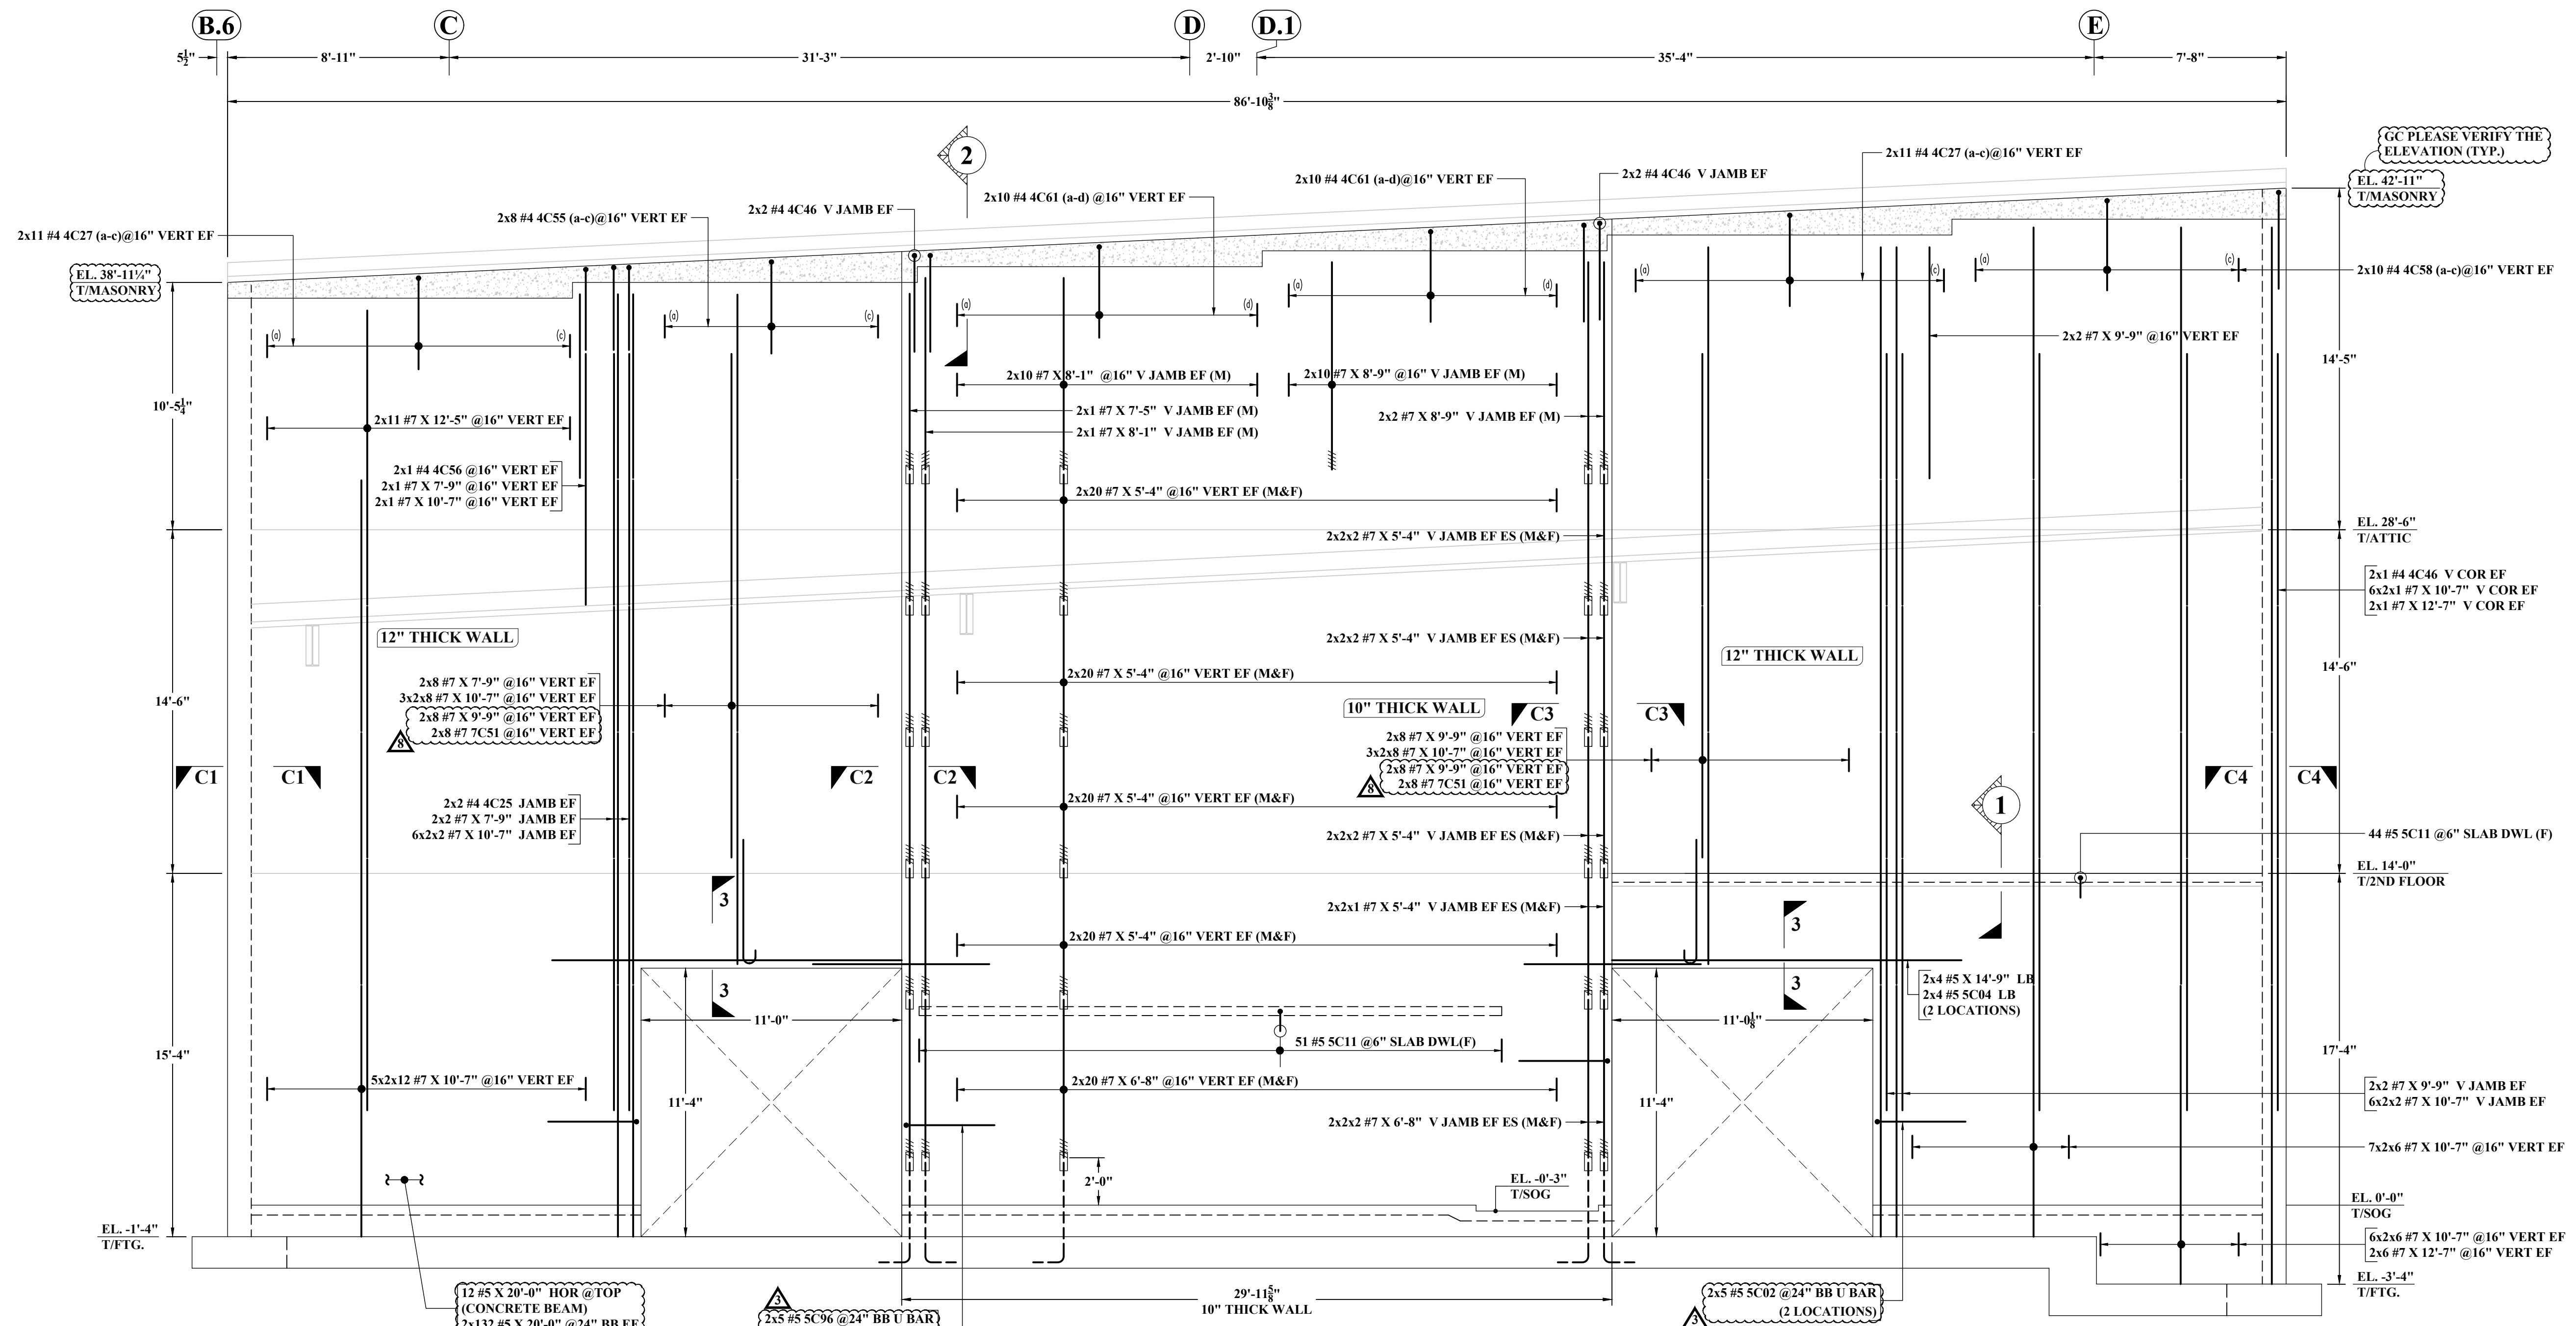 B.6
C
D
D.1
E
5½"
8'-11"
31'-3"
2'-10"
35'-4"
7'-8"
86'-10⅜"
GC PLEASE VERIFY THE
ELEVATION (TYP.)
2
2x11 #4 4C27 (a-c)@16" VERT EF
2x2 #4 4C46 V JAMB EF
2x10 #4 4C61 (a-d)@16" VERT EF
EL. 42'-11"
T/MASONRY
2x10 #4 4C61 (a-d) @16" VERT EF
2x2 #4 4C46 V JAMB EF
2x8 #4 4C55 (a-c)@16" VERT EF
2x11 #4 4C27 (a-c)@16" VERT EF
EL. 38'-11¼"
T/MASONRY
(a)
(c)
2x10 #4 4C58 (a-c)@16" VERT EF
(a)
(c)
(a)
(d)
(a)
(d)
(a)
(c)
(a)
(c)
2x2 #7 X 9'-9" @16" VERT EF
14'-5"
2x10 #7 X 8'-1" @16" V JAMB EF (M)
2x10 #7 X 8'-9" @16" V JAMB EF (M)
10'-5¼"
2x1 #7 X 7'-5" V JAMB EF (M)
2x2 #7 X 8'-9" V JAMB EF (M)
2x11 #7 X 12'-5" @16" VERT EF
2x1 #7 X 8'-1" V JAMB EF (M)
2x1 #4 4C56 @16" VERT EF
2x1 #7 X 7'-9" @16" VERT EF
2x1 #7 X 10'-7" @16" VERT EF
2x20 #7 X 5'-4" @16" VERT EF (M&F)
2x2x2 #7 X 5'-4" V JAMB EF ES (M&F)
EL. 28'-6"
T/ATTIC
2x1 #4 4C46 V COR EF
6x2x1 #7 X 10'-7" V COR EF
2x1 #7 X 12'-7" V COR EF
12" THICK WALL
2x2x2 #7 X 5'-4" V JAMB EF ES (M&F)
12" THICK WALL
14'-6"
14'-6"
2x8 #7 X 7'-9" @16" VERT EF
3x2x8 #7 X 10'-7" @16" VERT EF
2x8 #7 X 9'-9" @16" VERT EF
2x8 #7 7C51 @16" VERT EF
8
2x20 #7 X 5'-4" @16" VERT EF (M&F)
10" THICK WALL
C3
C3
2x8 #7 X 9'-9" @16" VERT EF
3x2x8 #7 X 10'-7" @16" VERT EF
2x8 #7 X 9'-9" @16" VERT EF
2x8 #7 7C51 @16" VERT EF
8
C1
C1
C2
C2
C4
C4
2x2 #4 4C25 JAMB EF
2x2 #7 X 7'-9" JAMB EF
6x2x2 #7 X 10'-7" JAMB EF
2x20 #7 X 5'-4" @16" VERT EF (M&F)
1
2x2x2 #7 X 5'-4" V JAMB EF ES (M&F)
44 #5 5C11 @6" SLAB DWL (F)
EL. 14'-0"
T/2ND FLOOR
3
2x2x1 #7 X 5'-4" V JAMB EF ES (M&F)
3
2x20 #7 X 5'-4" @16" VERT EF (M&F)
3
3
2x4 #5 X 14'-9" LB
2x4 #5 5C04 LB
(2 LOCATIONS)
11'-0"
11'-0⅛"
51 #5 5C11 @6" SLAB DWL(F)
15'-4"
17'-4"
5x2x12 #7 X 10'-7" @16" VERT EF
2x20 #7 X 6'-8" @16" VERT EF (M&F)
2x2 #7 X 9'-9" V JAMB EF
6x2x2 #7 X 10'-7" V JAMB EF
11'-4"
11'-4"
2x2x2 #7 X 6'-8" V JAMB EF ES (M&F)
7x2x6 #7 X 10'-7" @16" VERT EF
2'-0"
EL. -0'-3"
T/SOG
EL. 0'-0"
T/SOG
EL. -1'-4"
T/FTG.
6x2x6 #7 X 10'-7" @16" VERT EF
2x6 #7 X 12'-7" @16" VERT EF
EL. -3'-4"
T/FTG.
12 #5 X 20'-0" HOR @TOP
(CONCRETE BEAM)
2x132 #5 X 20'-0" @24" BB EF
3
2x5 #5 5C96 @24" BB U BAR
29'-11⅝"
10" THICK WALL
2x5 #5 5C02 @24" BB U BAR
(2 LOCATIONS)
3